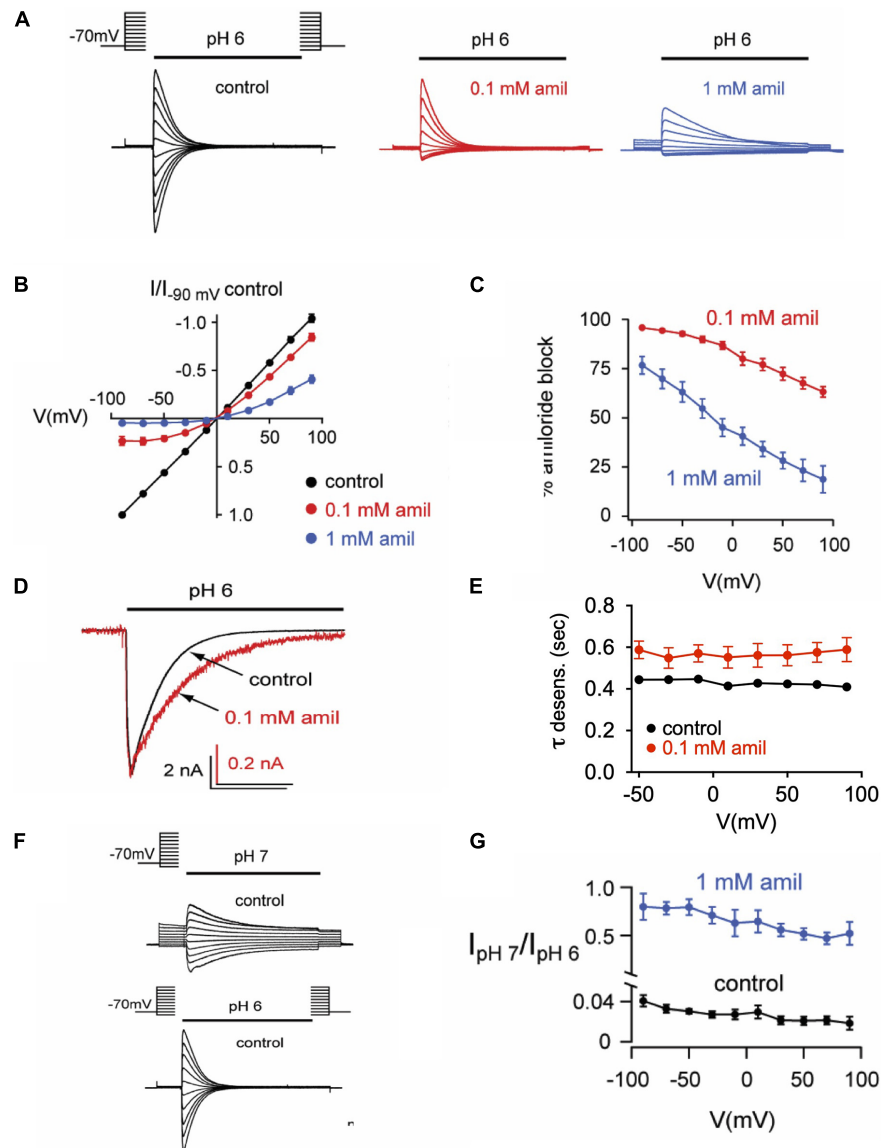 A
-70mV
pH 6
control
pH 6
0.1 mM amil
pH 6
1 mM amil
B
I/I-90 mV control
-1.0
-0.5
-100
-50
V(mV)
50
100
0.5
1.0
control
0.1 mM amil
1 mM amil
C
100
75
50
25
0
% amiloride block
0.1 mM amil
1 mM amil
-100
-50
0
50
100
V(mV)
D
pH 6
control
0.1 mM amil
2 nA
0.2 nA
E
0.8
0.6
0.4
0.2
0.0
τ desens. (sec)
control
0.1 mM amil
-50
0
50
100
V(mV)
F
-70mV
pH 7
control
-70mV
pH 6
control
G
1 mM amil
1.0
0.5
IpH 7/IpH 6
control
0.04
0
-100
-50
0
50
100
V(mV)